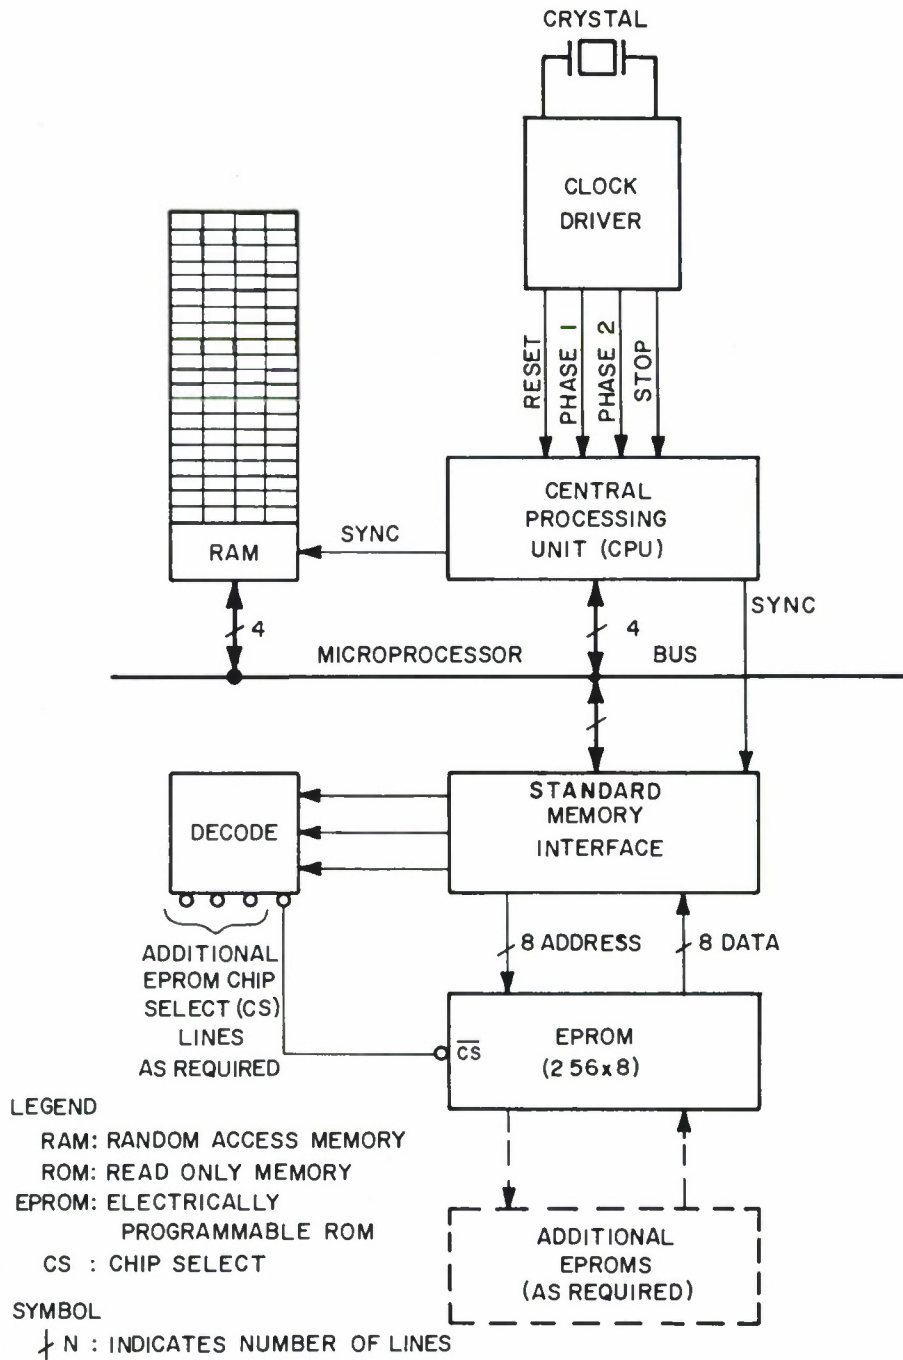 CRYSTAL
CLOCK
DRIVER
RESET
PHASE 1
PHASE 2
STOP
CENTRAL
PROCESSING
UNIT (CPU)
SYNC
RAM
SYNC
4
4
MICROPROCESSOR BUS
STANDARD
MEMORY
INTERFACE
DECODE
8 ADDRESS
8 DATA
ADDITIONAL
EPROM CHIP
SELECT (CS)
LINES
AS REQUIRED
EPROM
(256x8)
CS
LEGEND
RAM: RANDOM ACCESS MEMORY
ROM: READ ONLY MEMORY
EPROM: ELECTRICALLY
PROGRAMMABLE ROM
CS : CHIP SELECT
ADDITIONAL
EPROMS
(AS REQUIRED)
SYMBOL
N : INDICATES NUMBER OF LINES